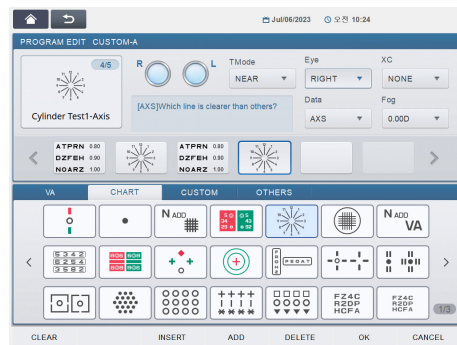 Jul/06/2023 오전 10:24
PROGRAM EDIT CUSTOM-A
4/5
Cylinder Test1-Axis
R L
[AXS]Which line is clearer than others?
TMode
NEAR
Eye
RIGHT
XC
NONE
Data
AXS
Fog
0.00D
ATPRN 0.80
DZFEH 0.90
NOARZ 1.00
ATPRN 0.80
DZFEH 0.90
NOARZ 1.00
VA CHART CUSTOM OTHERS
N ADD
N ADD
VA
PEOAT
FZ4C
R2DP
HCFA
FZ4C
R2DP
HCFA
1/3
CLEAR INSERT ADD DELETE OK CANCEL